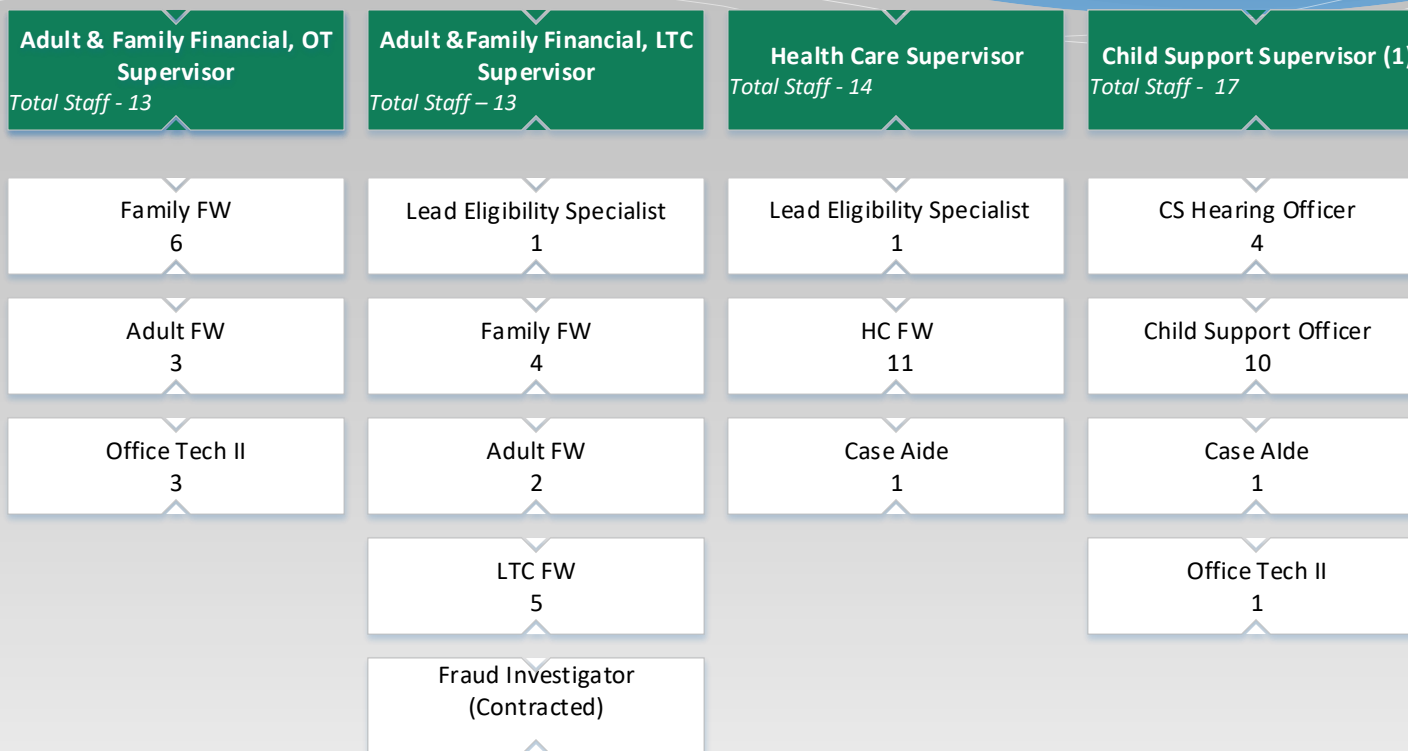 Adult & Family Financial, OT
Supervisor
Total Staff - 13
Family FW
6
Adult FW
3
Office Tech II
3
Adult &Family Financial, LTC
Supervisor
Total Staff – 13
Lead Eligibility Specialist
1
Family FW
4
Adult FW
2
LTC FW
5
Fraud Investigator
(Contracted)
Health Care Supervisor
Total Staff - 14
Lead Eligibility Specialist
1
HC FW
11
Case Aide
1
Child Support Supervisor (1)
Total Staff - 17
CS Hearing Officer
4
Child Support Officer
10
Case AIde
1
Office Tech II
1